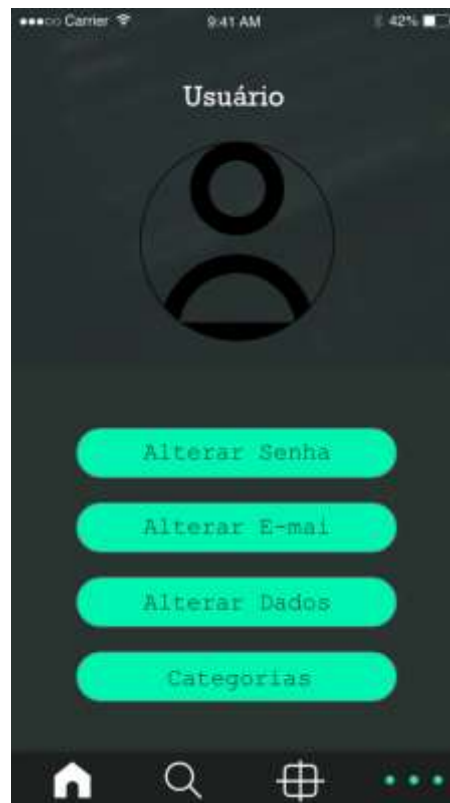 Carrier 9:41 AM 42%
Usuário
Alterar Senha
Alterar E-mai
Alterar Dados
Categorias